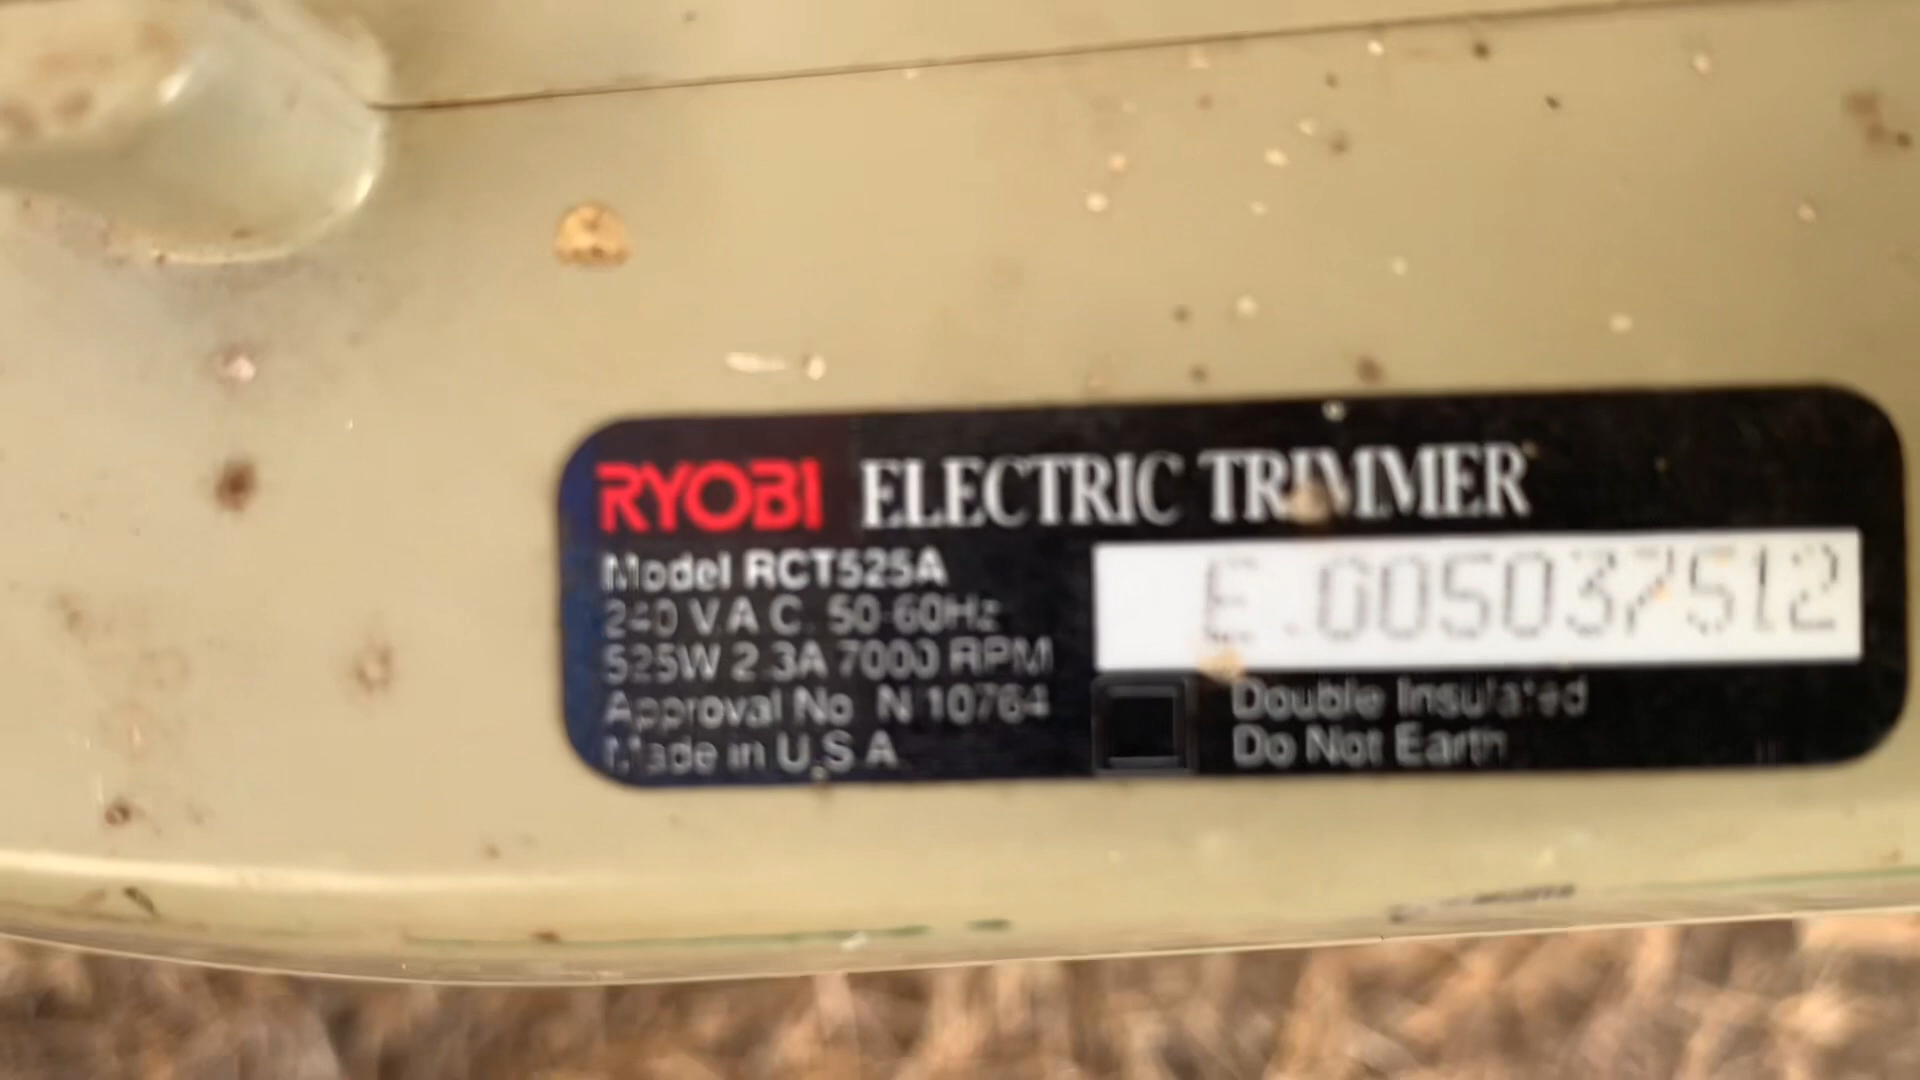 RYOBI ELECTRIC TRIMMER
Model RCT525A
240 V A C 50-60Hz
525W 2.3A 7000 RPM
Approval No N 10764
Made in U.S A
E.005037512
Double Insulated
Do Not Earth